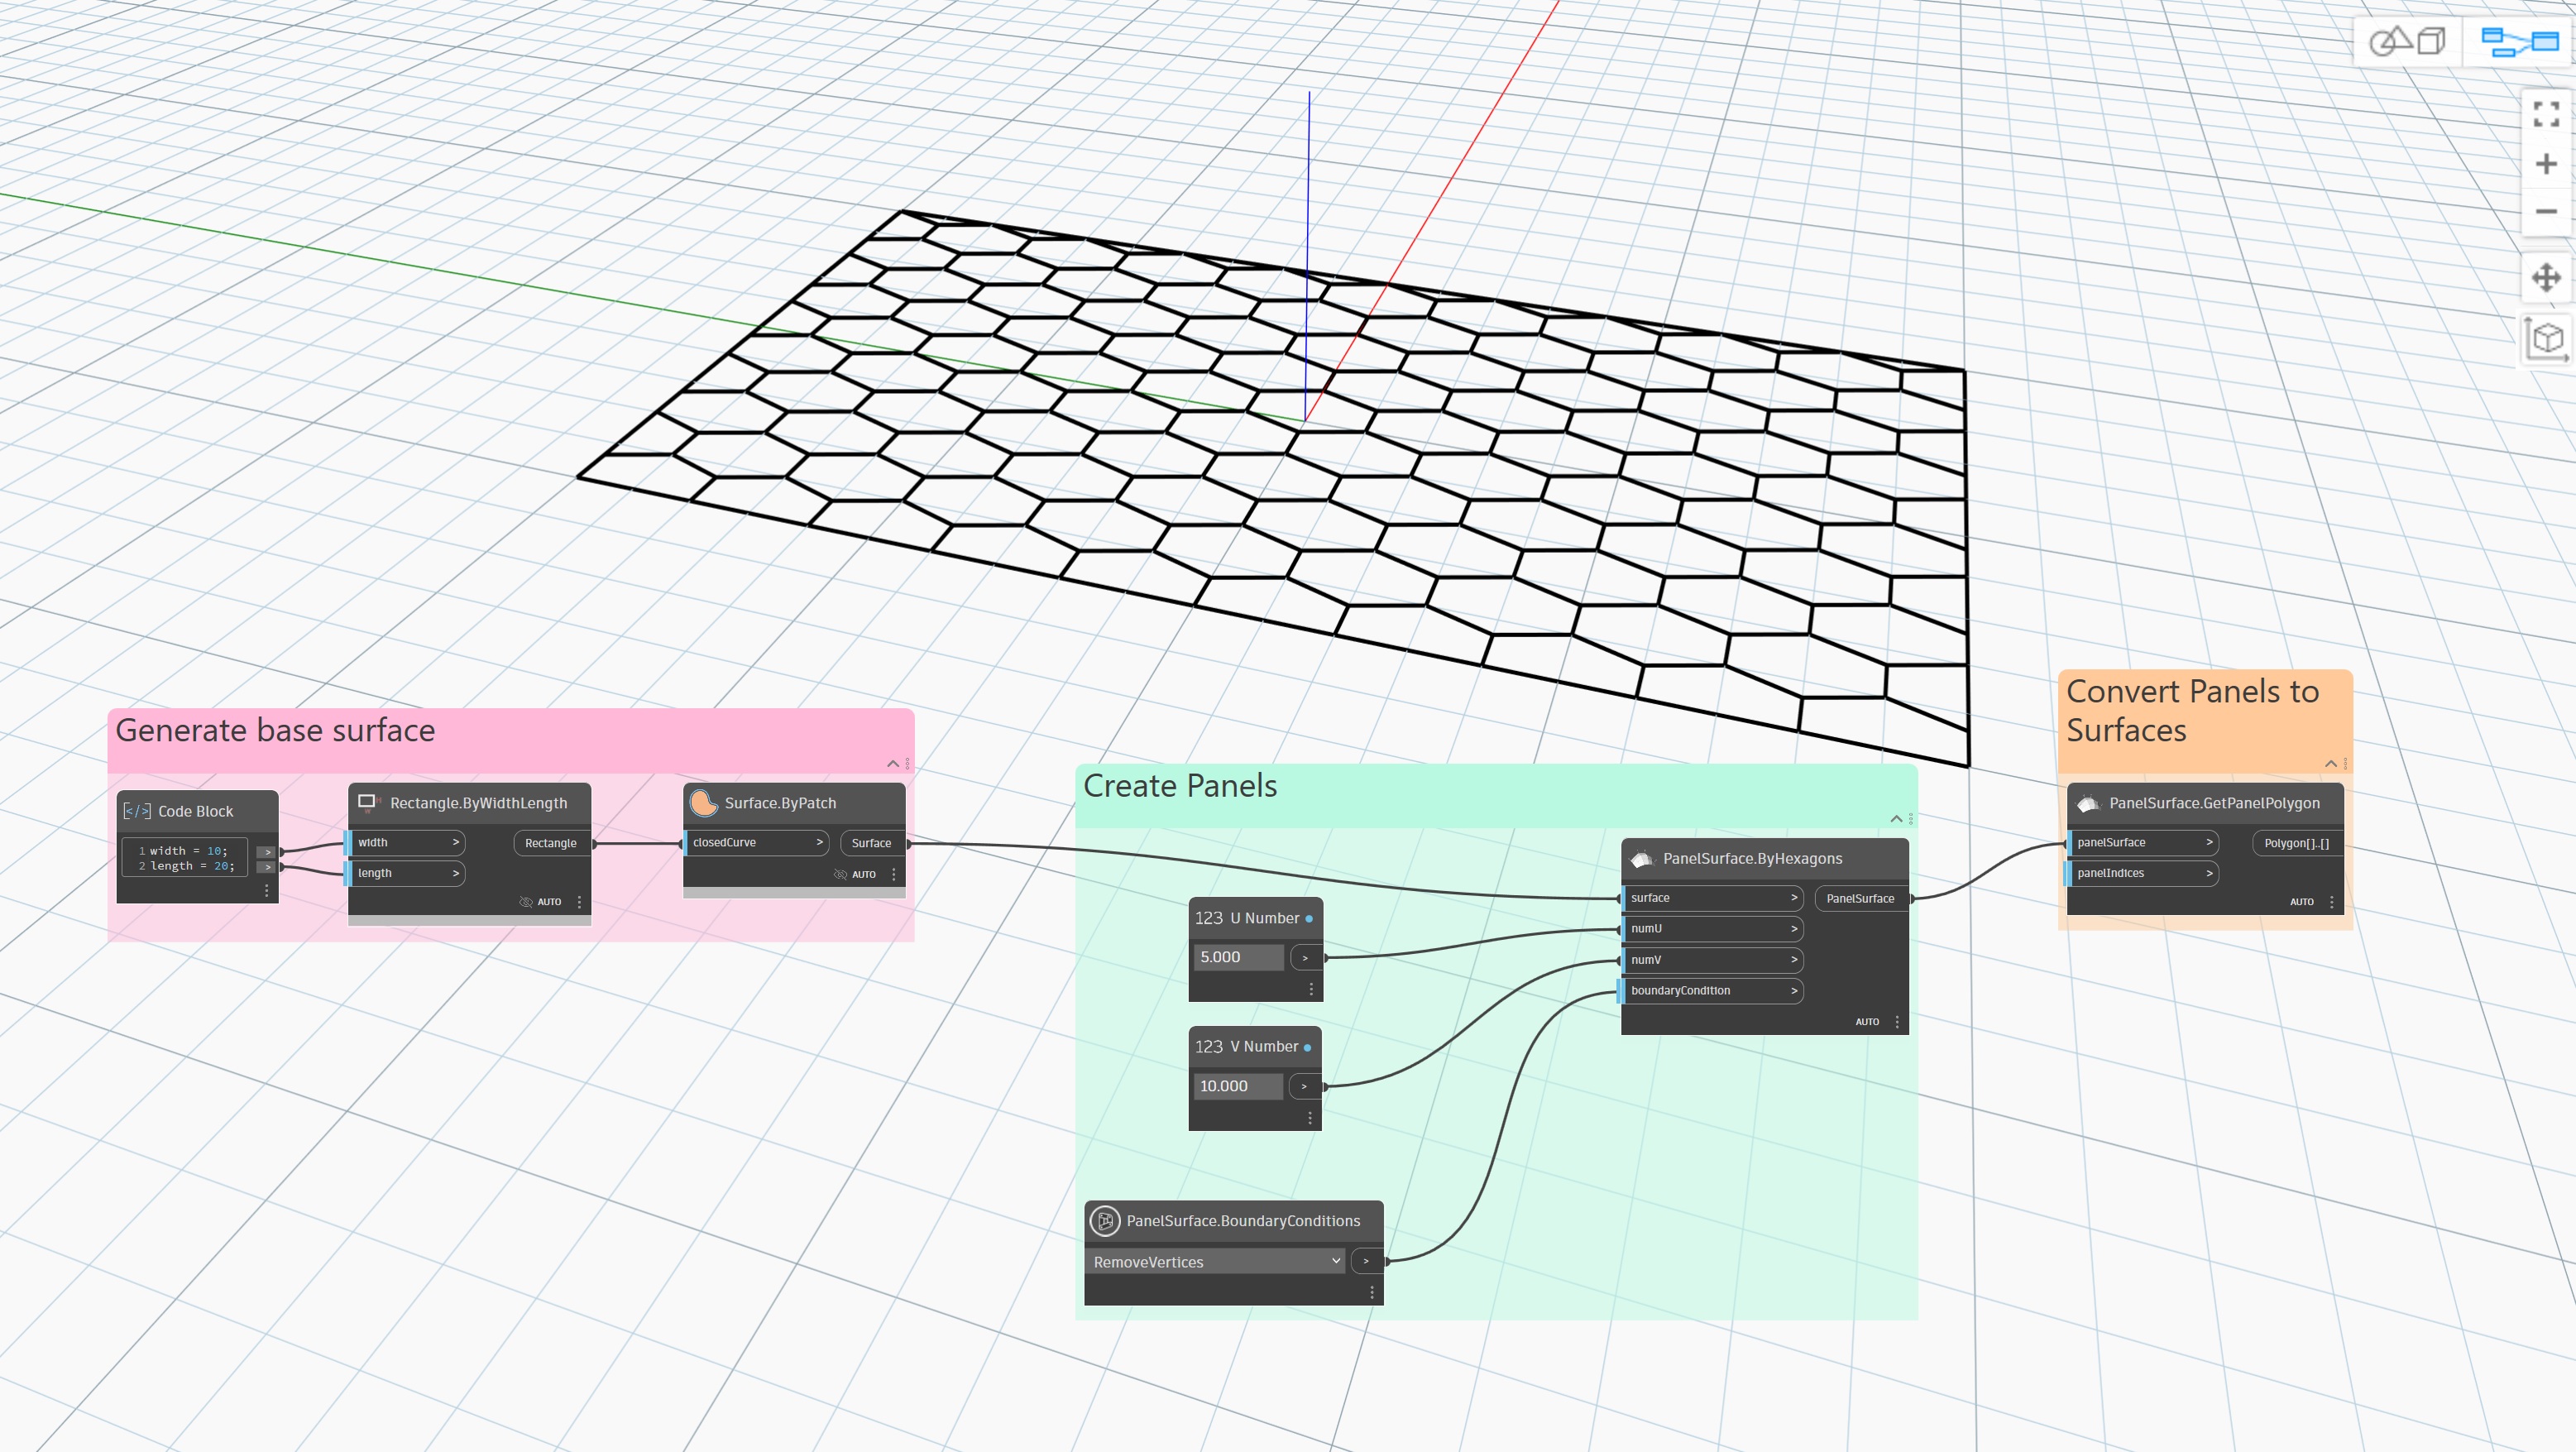 Generate base surface
Code Block
1 width = 10;
2 length = 20;
>
>
Rectangle.ByWidthLength
width >
length >
Rectangle
AUTO
Surface.ByPatch
closedCurve >
Surface
AUTO
Create Panels
123 U Number
5.000 >
123 V Number
10.000 >
PanelSurface.BoundaryConditions
RemoveVertices >
PanelSurface.ByHexagons
surface >
PanelSurface
numU >
numV >
boundaryCondition >
AUTO
Convert Panels to
Surfaces
PanelSurface.GetPanelPolygon
panelSurface >
Polygon[]..[]
panelIndices >
AUTO